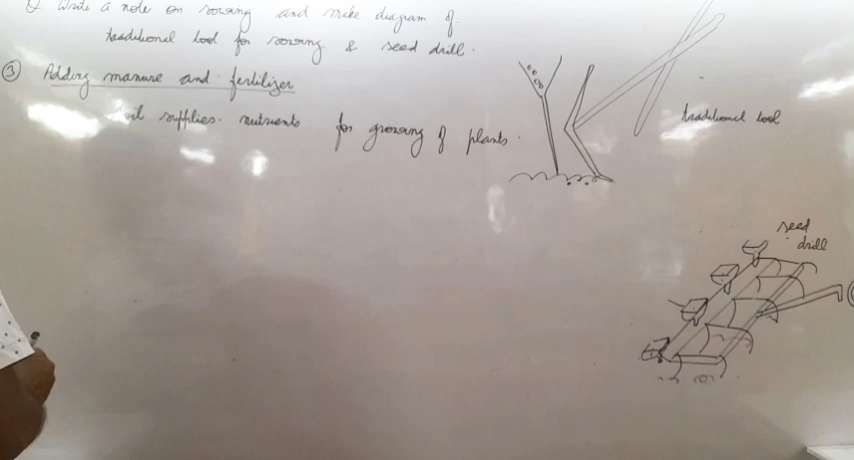 Q Write a note on sowing and make diagram of
traditional tool for sowing & seed drill.
③ Adding manure and fertilizer
soil supplies nutrients for growing of plants.
traditional tool
seed
drill